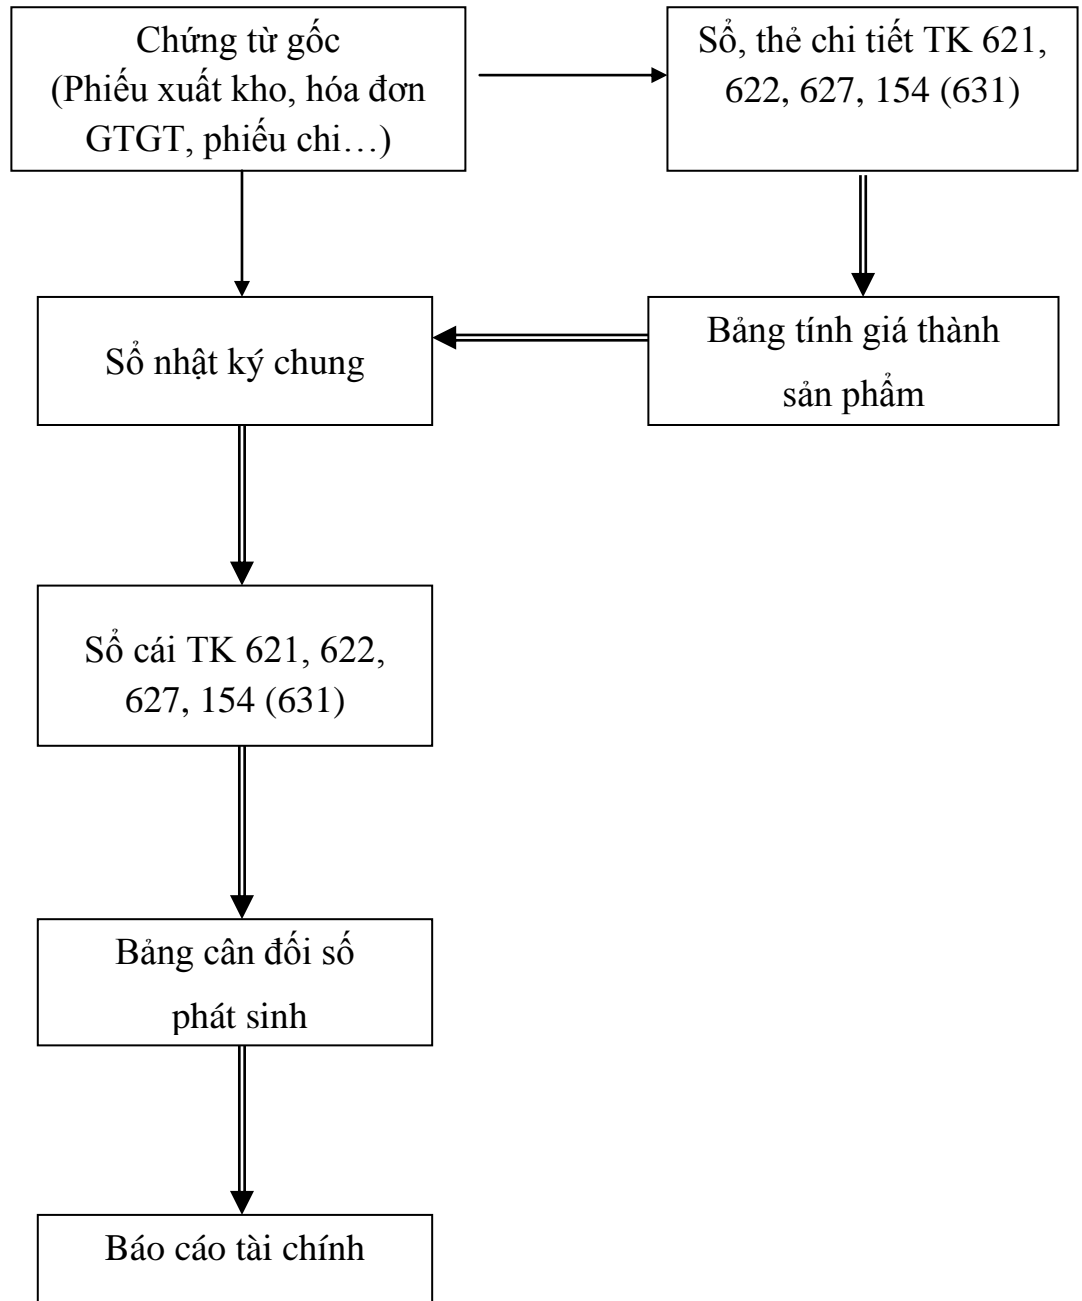 Chứng từ gốc
(Phiếu xuất kho, hóa đơn
GTGT, phiếu chi…)
Sổ, thẻ chi tiết TK 621,
622, 627, 154 (631)
Sổ nhật ký chung
Bảng tính giá thành
sản phẩm
Sổ cái TK 621, 622,
627, 154 (631)
Bảng cân đối số
phát sinh
Báo cáo tài chính